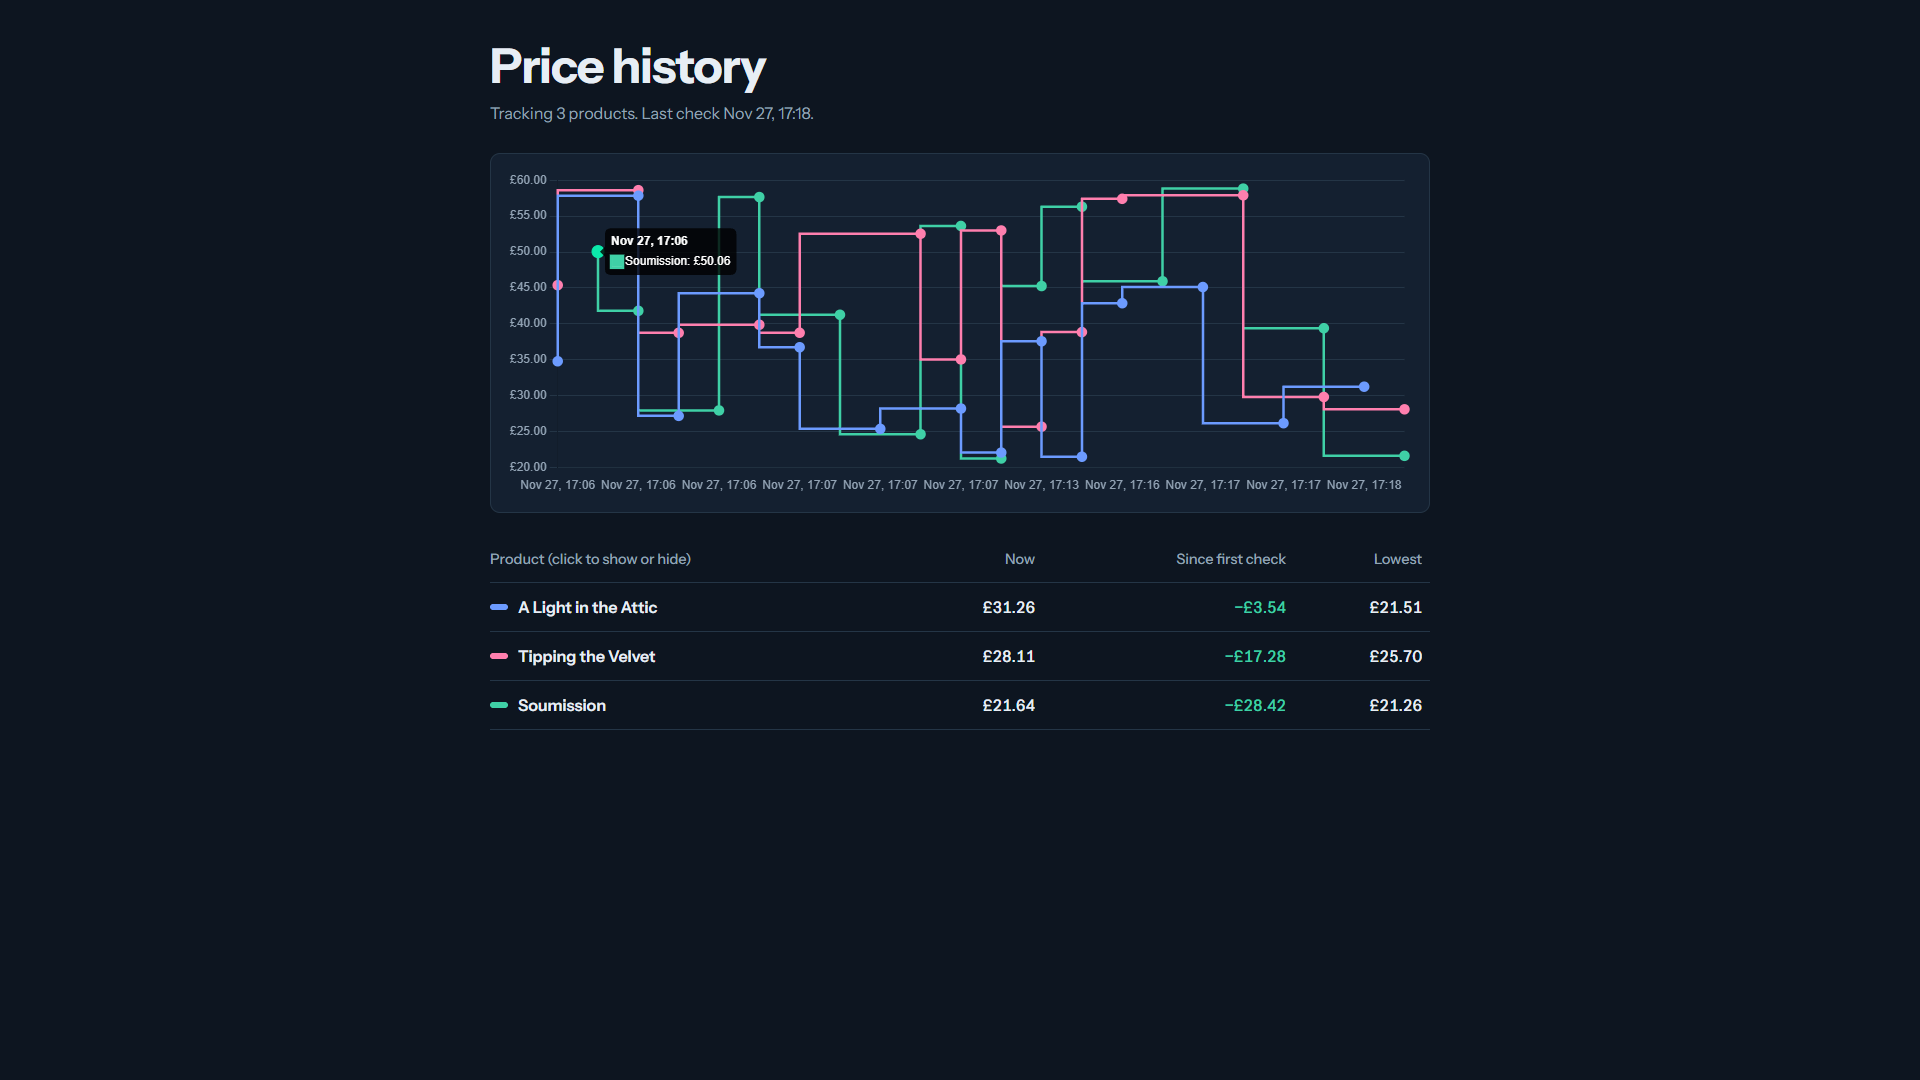 Price history
Tracking 3 products. Last check Nov 27, 17:18.
£60.00
£55.00
£50.00
£45.00
£40.00
£35.00
£30.00
£25.00
£20.00
Nov 27, 17:06
Soumission: £50.06
Nov 27, 17:06 Nov 27, 17:06 Nov 27, 17:06 Nov 27, 17:07 Nov 27, 17:07 Nov 27, 17:07 Nov 27, 17:13 Nov 27, 17:16 Nov 27, 17:17 Nov 27, 17:17 Nov 27, 17:18
Product (click to show or hide) Now Since first check Lowest
A Light in the Attic £31.26 −£3.54 £21.51
Tipping the Velvet £28.11 −£17.28 £25.70
Soumission £21.64 −£28.42 £21.26